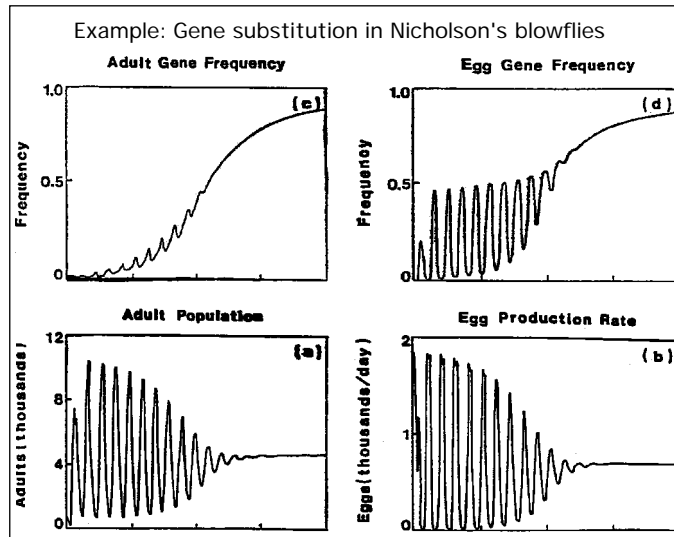 Example: Gene substitution in Nicholson's blowflies
Adult Gene Frequency
Egg Gene Frequency
1.0
(c)
0.5
0
Frequency
1.0
(d)
0.5
0
Frequency
Adult Population
Egg Production Rate
12
(a)
8
4
0
Adults (thousands)
2
(b)
1
0
Eggs (thousands/day)